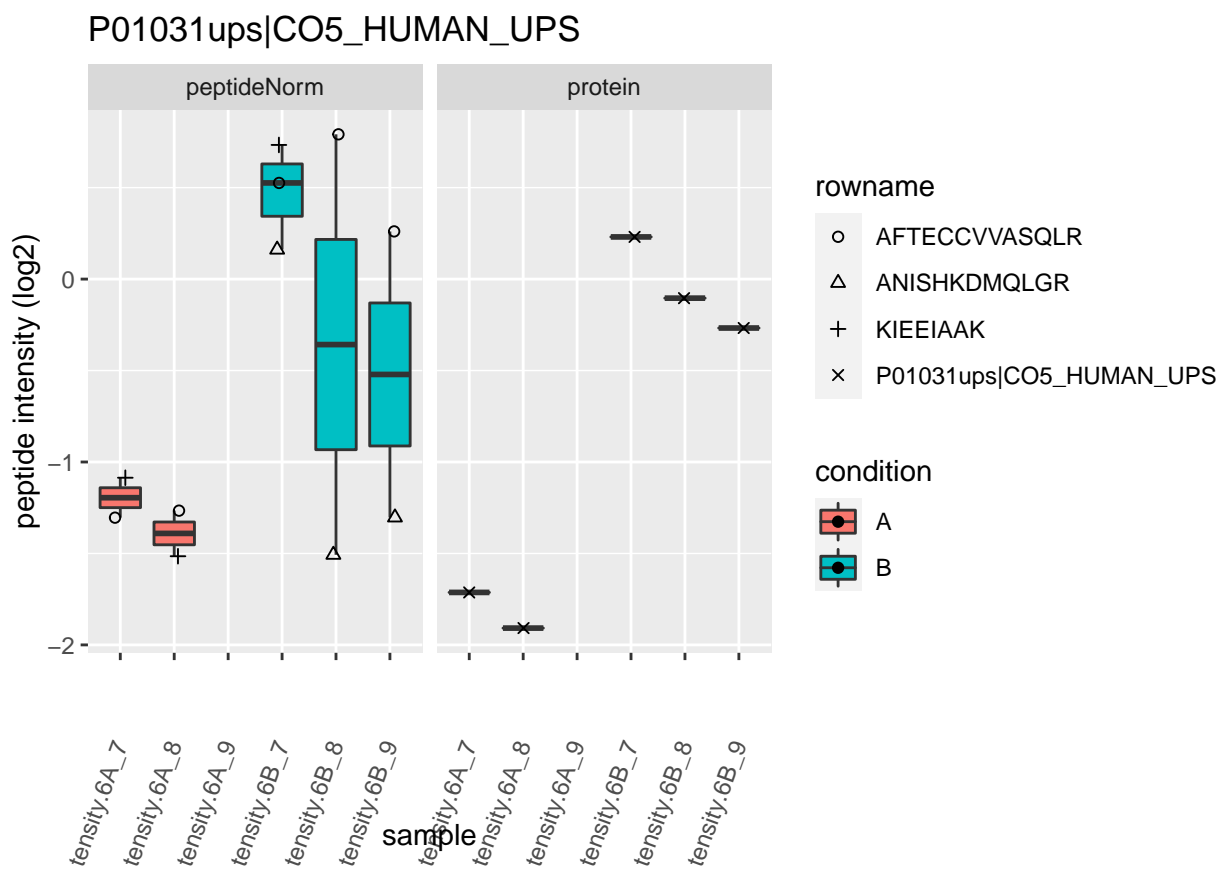 P01031ups|CO5_HUMAN_UPS
peptideNorm
protein
peptide intensity (log2)
0
−1
−2
tensity.6A_7
tensity.6A_8
tensity.6A_9
tensity.6B_7
tensity.6B_8
tensity.6B_9
tensity.6A_7
tensity.6A_8
tensity.6A_9
tensity.6B_7
tensity.6B_8
tensity.6B_9
sample
rowname
AFTECCVVASQLR
ANISHKDMQLGR
KIEEIAAK
P01031ups|CO5_HUMAN_UPS
condition
A
B